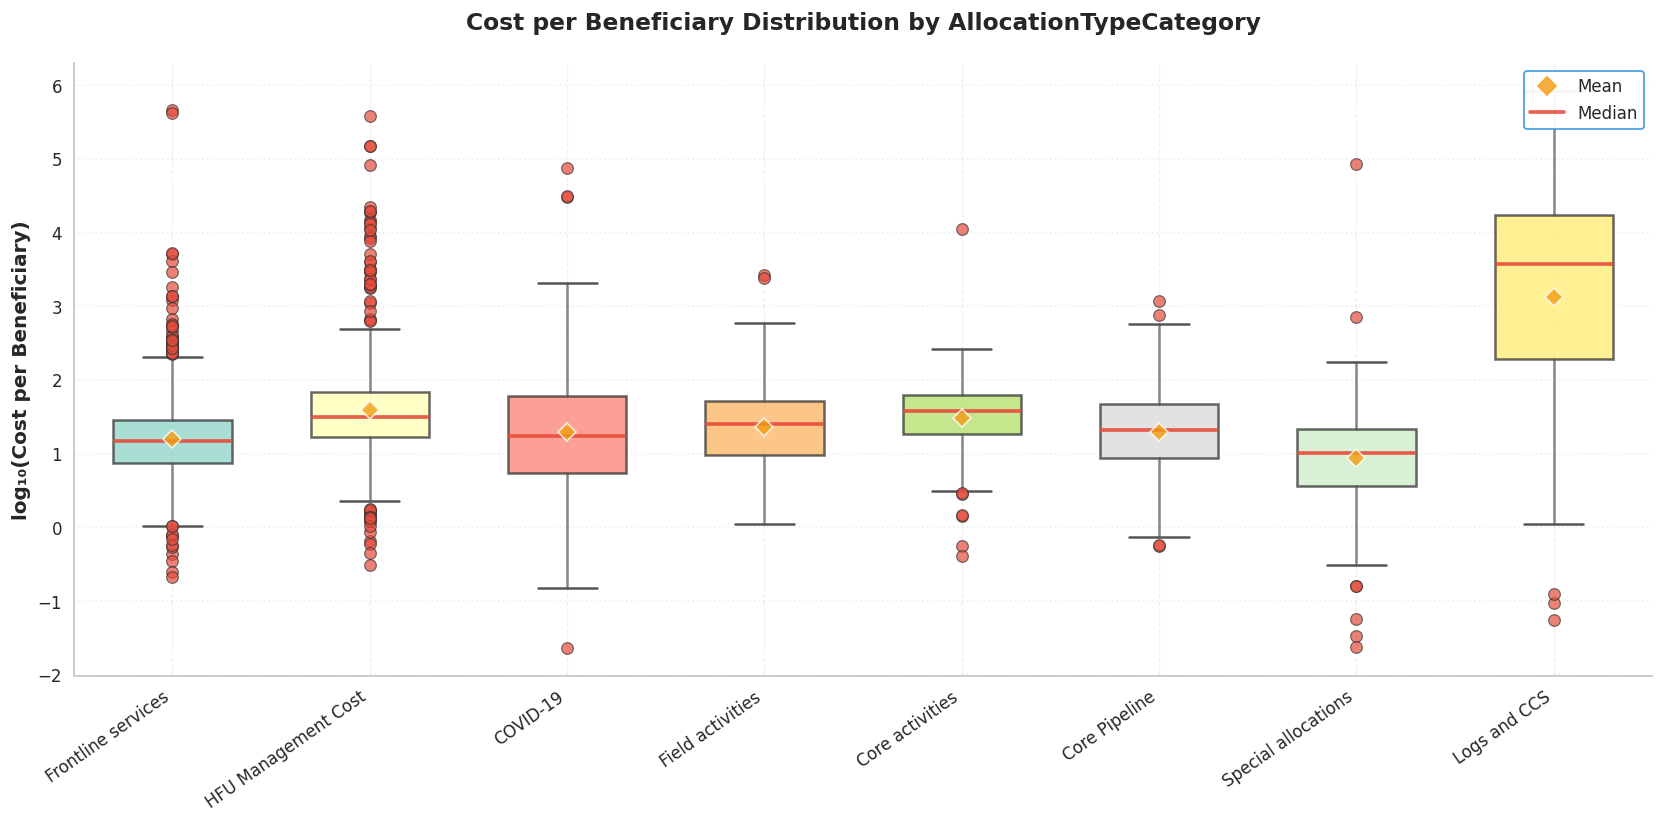 Cost per Beneficiary Distribution by AllocationTypeCategory
Mean
Median
log₁₀(Cost per Beneficiary)
6
5
4
3
2
1
0
−1
−2
Frontline services
HFU Management Cost
COVID-19
Field activities
Core activities
Core Pipeline
Special allocations
Logs and CCS